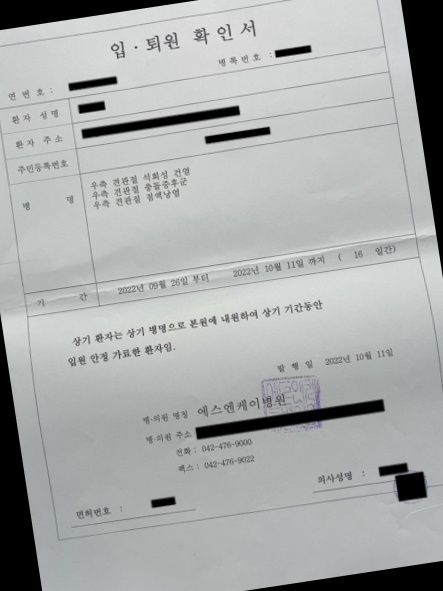 입·퇴원 확인서
병록번호 :
연 번 호 :
환자 성명
환자 주소
주민등록번호
병 명
우측 견관절 석회성 건염
우측 견관절 충돌증후군
우측 견관절 점액낭염
기 간 2022년 09월 26일 부터 2022년 10월 11일 까지 ( 16 일간)
상기 환자는 상기 병명으로 본원에 내원하여 상기 기간동안
입원 안정 가료한 환자임.
발 행 일 2022년 10월 11일
병·의원 명칭 에스엔케이병원
병·의원 주소
전화 : 042-476-9000
팩스 : 042-476-9022
의사성명 :
면허번호 :